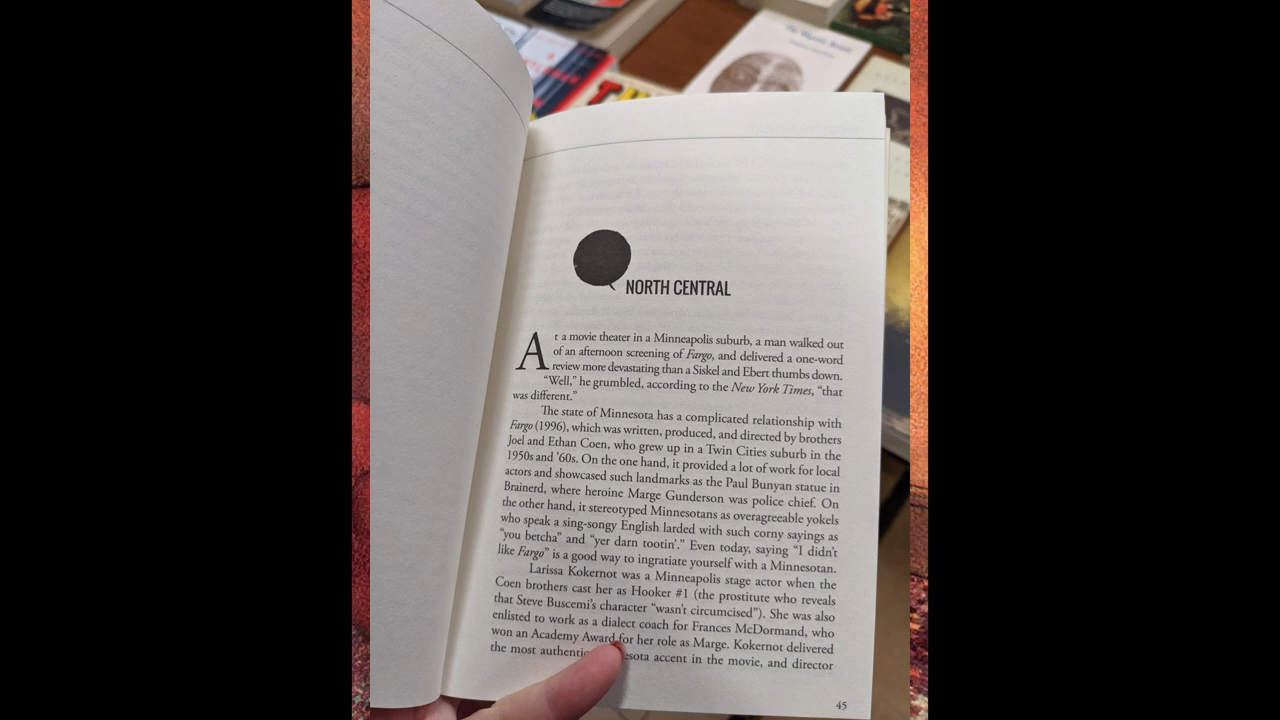 NORTH CENTRAL
At a movie theater in a Minneapolis suburb, a man walked out
of an afternoon screening of Fargo, and delivered a one-word
review more devastating than a Siskel and Ebert thumbs down.
“Well,” he grumbled, according to the New York Times, “that
was different.”
The state of Minnesota has a complicated relationship with
Fargo (1996), which was written, produced, and directed by brothers
Joel and Ethan Coen, who grew up in a Twin Cities suburb in the
1950s and ’60s. On the one hand, it provided a lot of work for local
actors and showcased such landmarks as the Paul Bunyan statue in
Brainerd, where heroine Marge Gunderson was police chief. On
the other hand, it stereotyped Minnesotans as overagreeable yokels
who speak a sing-songy English larded with such corny sayings as
“you betcha” and “yer darn tootin’.” Even today, saying “I didn’t
like Fargo” is a good way to ingratiate yourself with a Minnesotan.
Larissa Kokernot was a Minneapolis stage actor when the
Coen brothers cast her as Hooker #1 (the prostitute who reveals
that Steve Buscemi’s character “wasn’t circumcised”). She was also
enlisted to work as a dialect coach for Frances McDormand, who
won an Academy Award for her role as Marge. Kokernot delivered
the most accent in the movie, and director
45